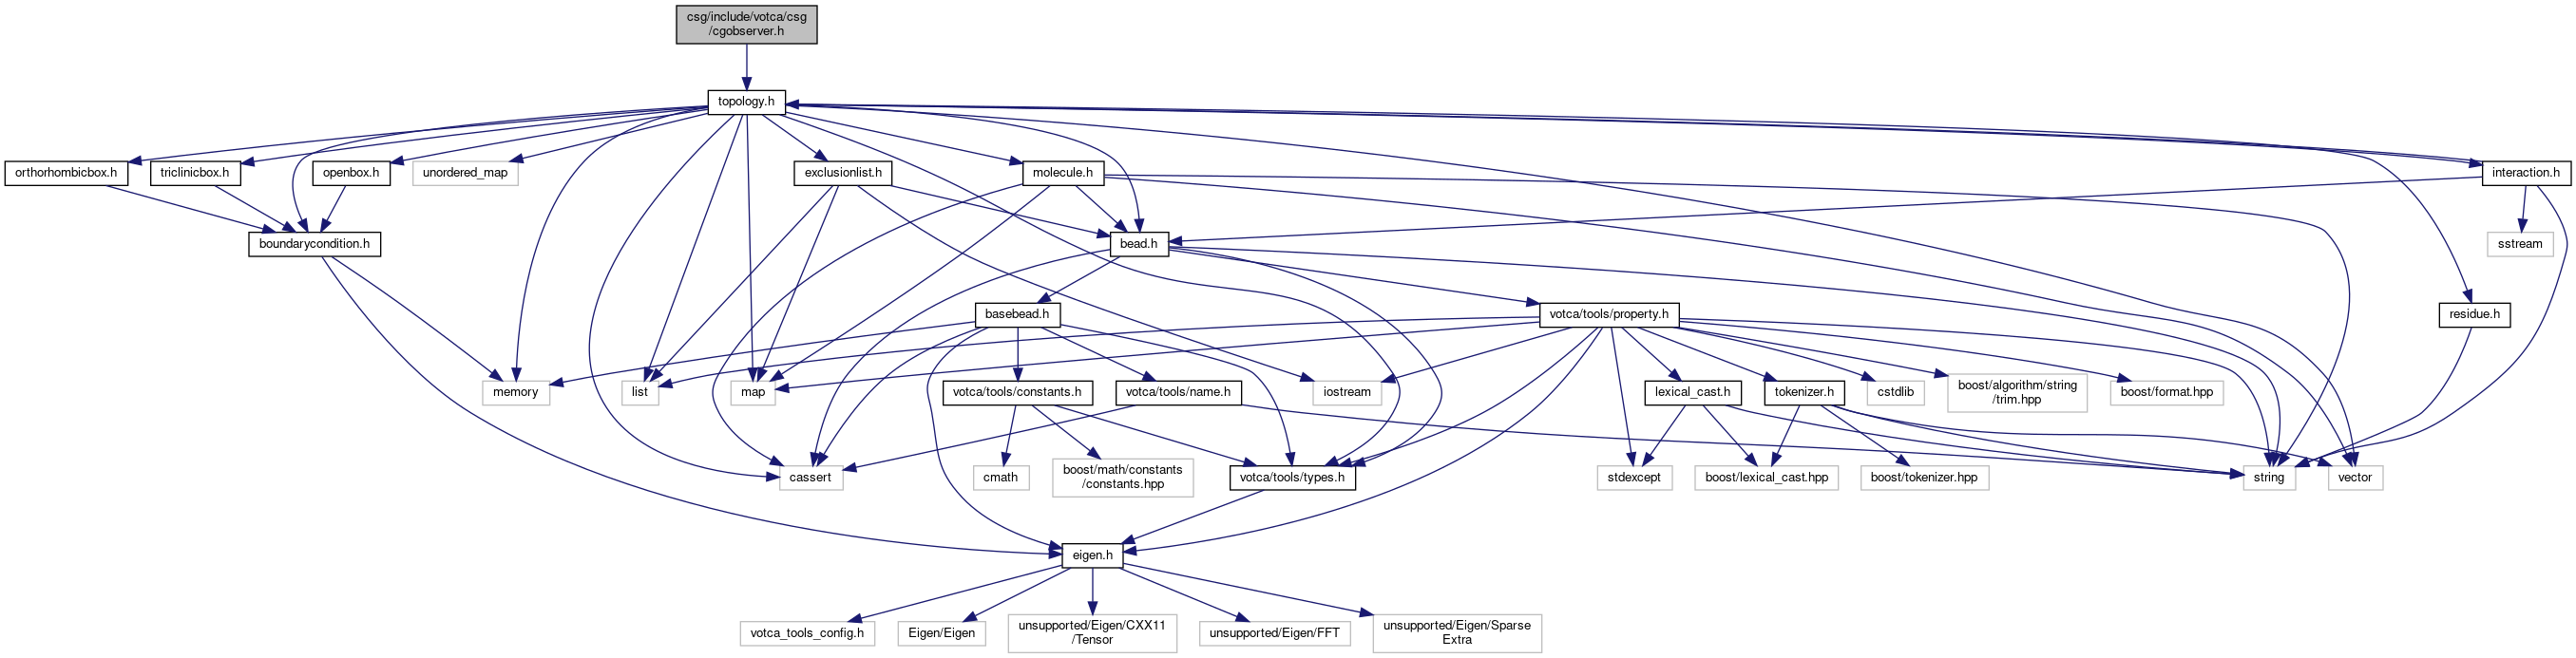 csg/include/votca/csg
/cgobserver.h
topology.h
orthorhombicbox.h
triclinicbox.h
openbox.h
unordered_map
exclusionlist.h
molecule.h
interaction.h
boundarycondition.h
bead.h
sstream
basebead.h
votca/tools/property.h
residue.h
memory
list
map
votca/tools/constants.h
votca/tools/name.h
iostream
lexical_cast.h
tokenizer.h
cstdlib
boost/algorithm/string
/trim.hpp
boost/format.hpp
cassert
cmath
boost/math/constants
/constants.hpp
votca/tools/types.h
stdexcept
boost/lexical_cast.hpp
boost/tokenizer.hpp
string
vector
eigen.h
votca_tools_config.h
Eigen/Eigen
unsupported/Eigen/CXX11
/Tensor
unsupported/Eigen/FFT
unsupported/Eigen/Sparse
Extra